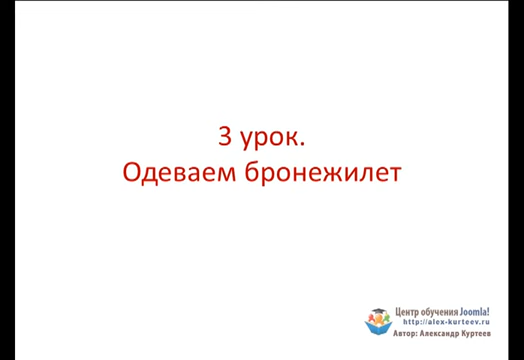 3 урок.
Одеваем бронежилет
Центр обучения Joomla!
http://alex-kurteev.ru
Автор: Александр Куртеев